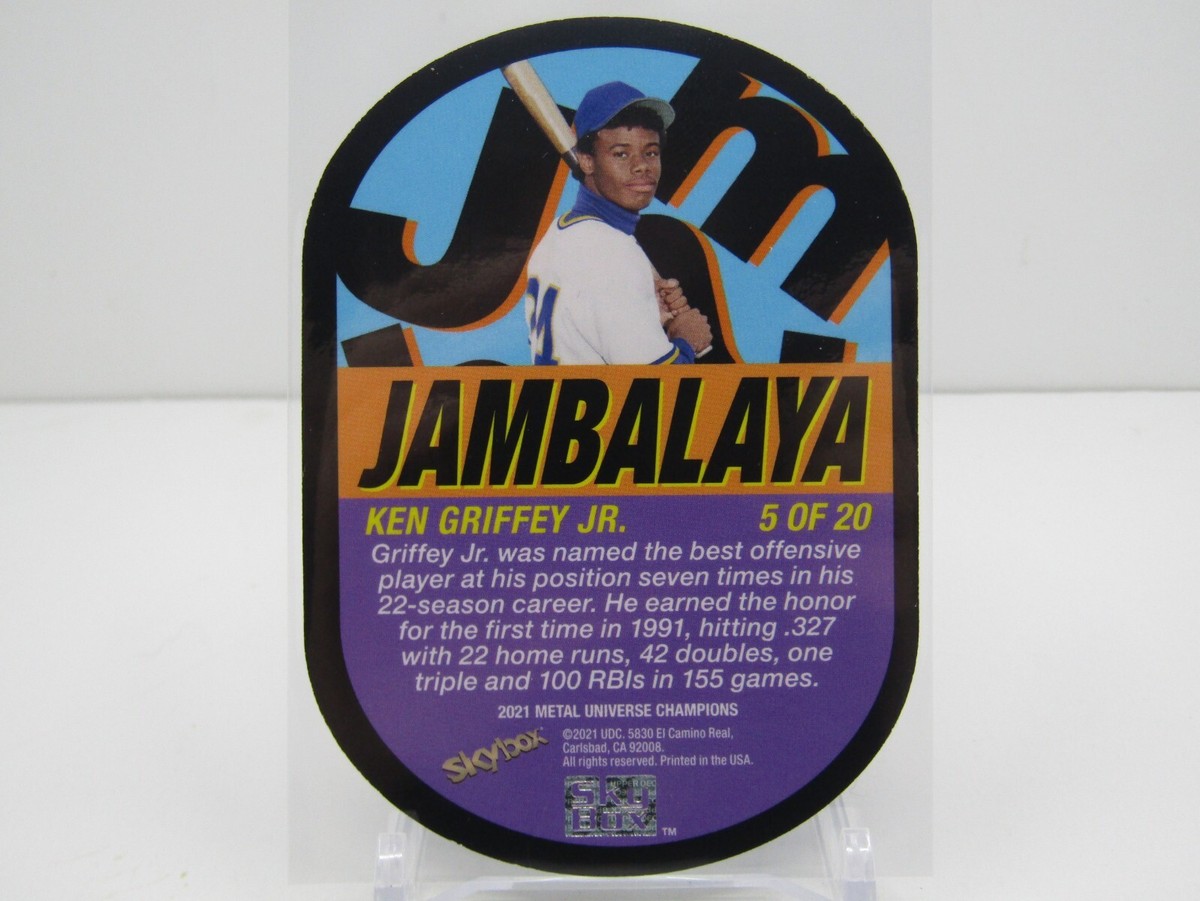 JAMBALAYA
KEN GRIFFEY JR. 5 OF 20
Griffey Jr. was named the best offensive
player at his position seven times in his
22-season career. He earned the honor
for the first time in 1991, hitting .327
with 22 home runs, 42 doubles, one
triple and 100 RBIs in 155 games.
2021 METAL UNIVERSE CHAMPIONS
skybox
©2021 UDC. 5830 El Camino Real,
Carlsbad, CA 92008.
All rights reserved. Printed in the USA.
SKY
BOX
TM